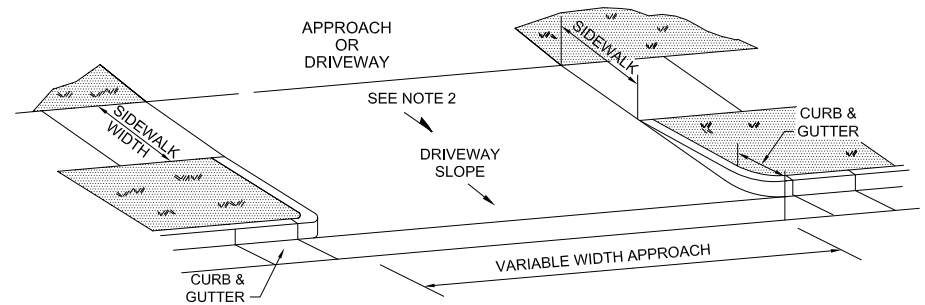 APPROACH
OR
DRIVEWAY
SIDEWALK
SEE NOTE 2
SIDEWALK
WIDTH
CURB &
GUTTER
DRIVEWAY
SLOPE
VARIABLE WIDTH APPROACH
CURB &
GUTTER